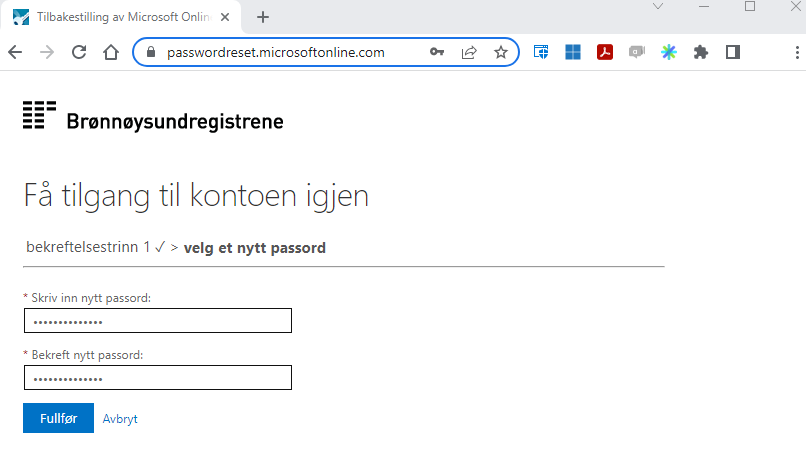 Tilbakestilling av Microsoft Onlin
passwordreset.microsoftonline.com
Brønnøysundregistrene
Få tilgang til kontoen igjen
bekreftelsestrinn 1 ✓ > velg et nytt passord
* Skriv inn nytt passord:
••••••••••••••
* Bekreft nytt passord:
••••••••••••••
Fullfør Avbryt